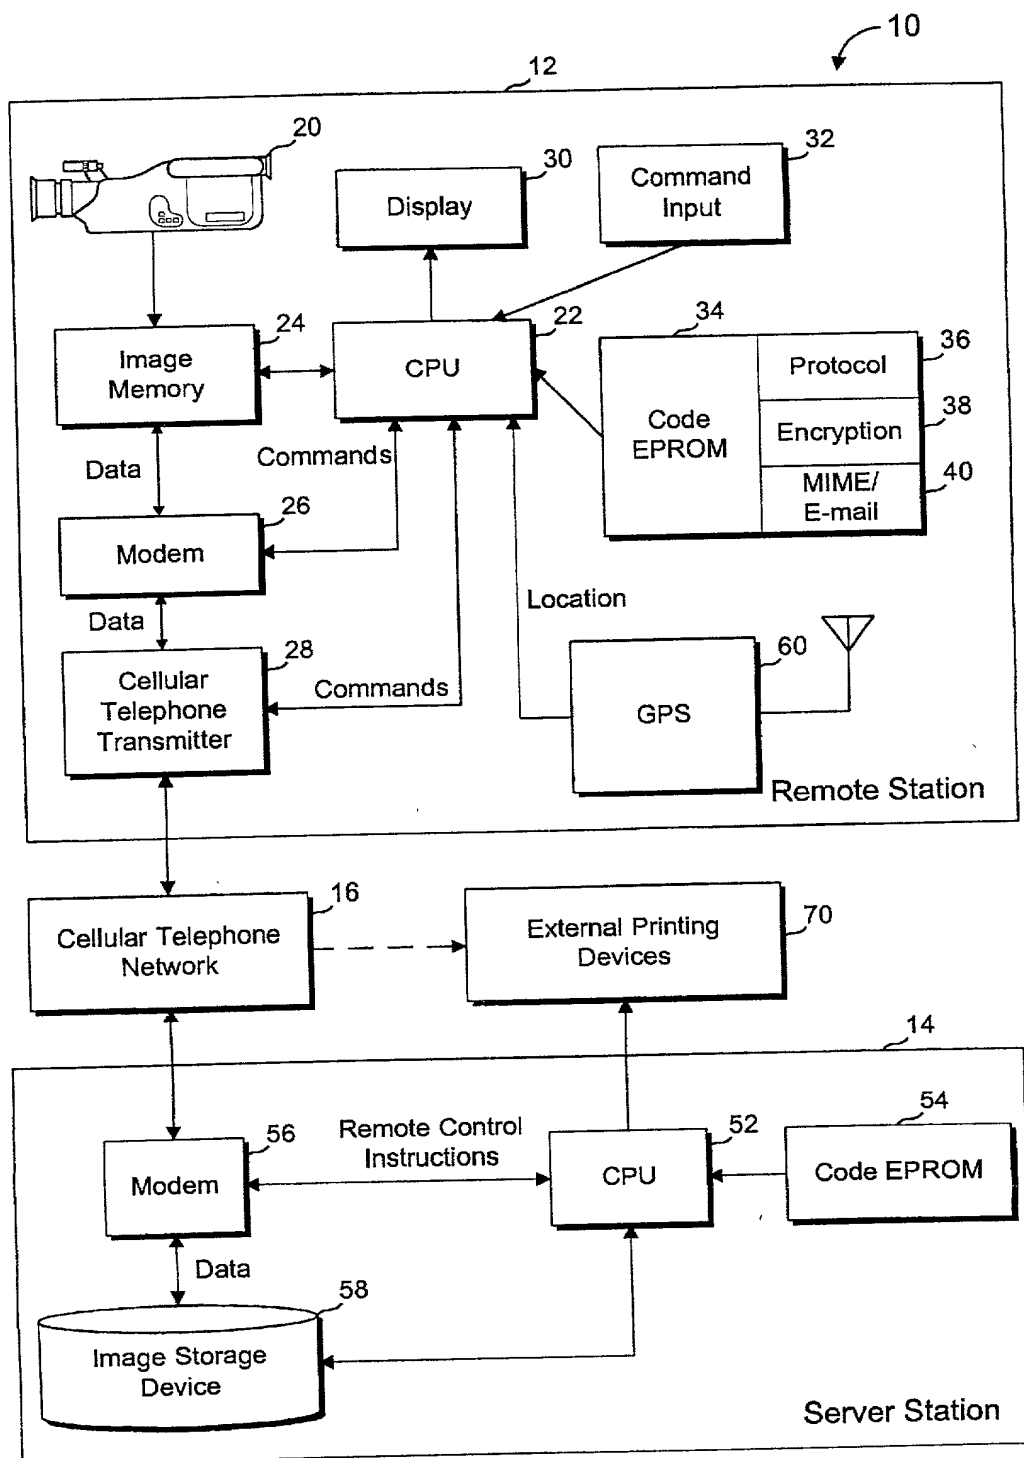 10
12
20
30
32
Display
Command
Input
24
22
34
36
Image
Memory
CPU
Code
EPROM
Protocol
38
Encryption
40
MIME/
E-mail
Data
Commands
26
Modem
Data
Location
28
60
Cellular
Telephone
Transmitter
Commands
GPS
Remote Station
16
70
Cellular Telephone
Network
External Printing
Devices
14
56
Remote Control
Instructions
52
54
Modem
CPU
Code EPROM
Data
58
Image Storage
Device
Server Station